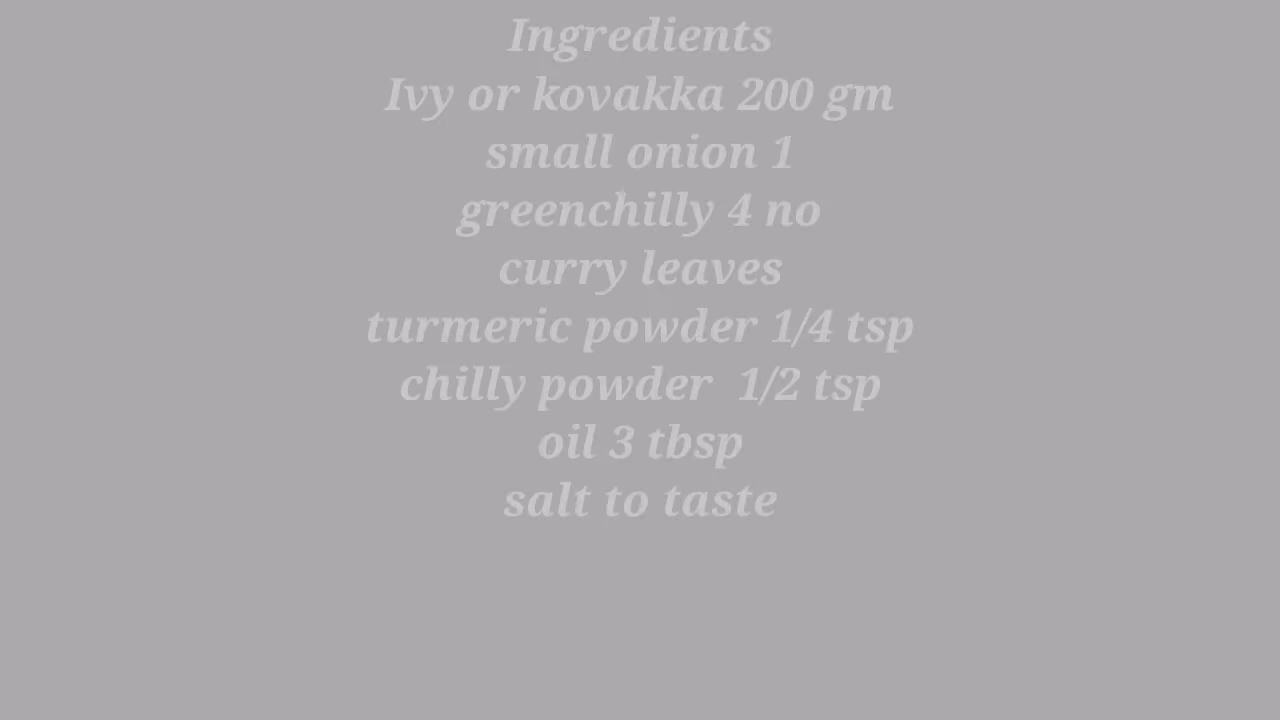 Ingredients
Ivy or kovakka 200 gm
small onion 1
greenchilly 4 no
curry leaves
turmeric powder 1/4 tsp
chilly powder  1/2 tsp
oil 3 tbsp
salt to taste